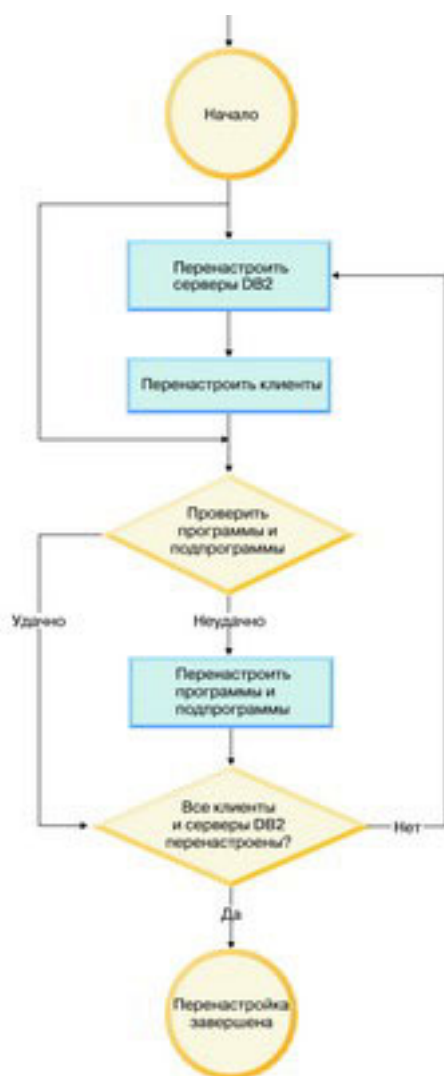 Начало
Перенастроить
серверы DB2
Перенастроить клиенты
Проверить
программы и
подпрограммы
Удачно
Неудачно
Перенастроить
программы и
подпрограммы
Все клиенты
и серверы DB2
перенастроены?
Нет
Да
Перенастройка
завершена